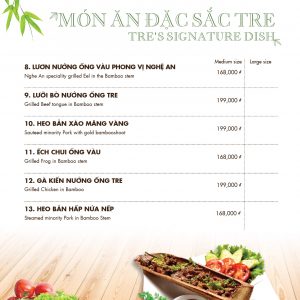 MÓN ĂN ĐẶC SẮC TRE
TRE'S SIGNATURE DISH
Medium size Large size
8. LƯƠN NƯỚNG ỐNG VÀU PHONG VỊ NGHỆ AN 168,000 ₫
Nghe An speciality grilled Eel in the Bamboo stem
9. LƯỠI BÒ NƯỚNG ỐNG TRE 199,000 ₫
Grilled Beef tongue in Bamboo stem
10. HEO BẢN XÀO MĂNG VÀNG 199,000 ₫
Sauteed minority Pork with gold bambooshoot
11. ẾCH CHUI ỐNG VÀU 168,000 ₫
Grilled Frog in Bamboo stem
12. GÀ KIẾN NƯỚNG ỐNG TRE 199,000 ₫
Grilled Chicken in Bamboo
13. HEO BẢN HẤP NỨA NẾP 168,000 ₫
Steamed minority Pork in Bamboo Stem